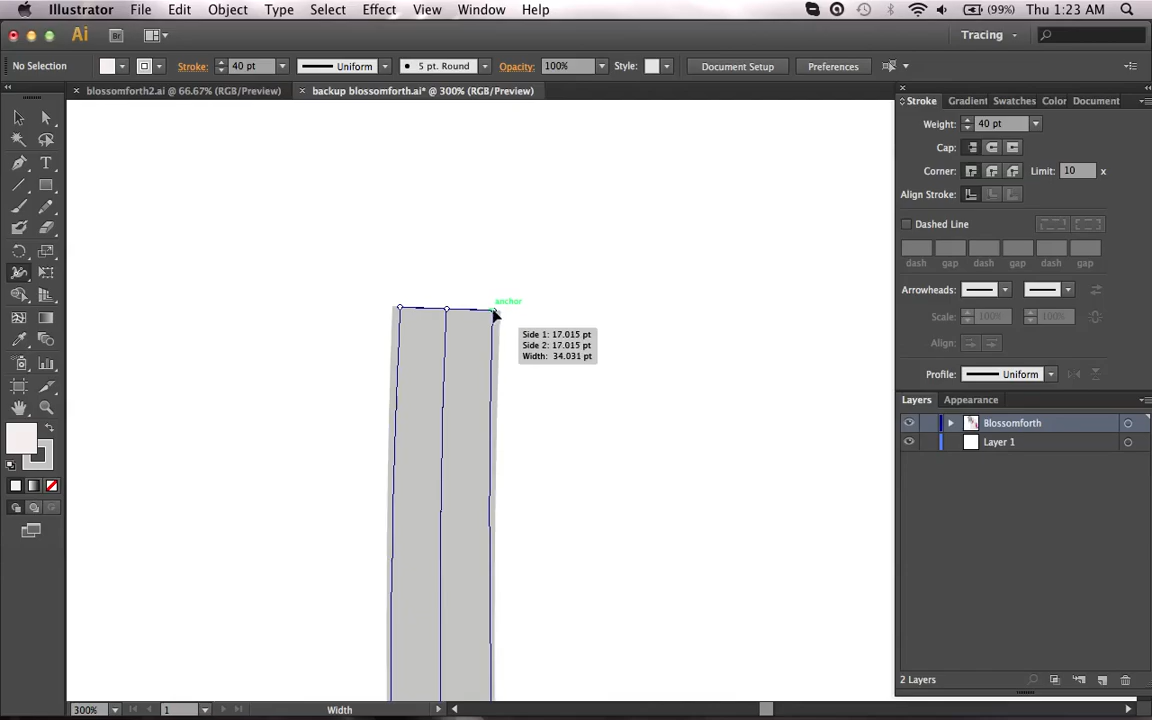 Illustrator File Edit Object Type Select Effect View Window Help (99%) Thu 1:23 AM
Ai Br Tracing
No Selection Stroke: 40 pt Uniform 5 pt. Round Opacity: 100% Style: Document Setup Preferences
blossomforth2.ai @ 66.67% (RGB/Preview) backup blossomforth.ai* @ 300% (RGB/Preview)
Stroke Gradient Swatches Color Document
Weight: 40 pt
Cap:
Corner: Limit: 10 x
Align Stroke:
Dashed Line
dash gap dash gap dash gap
Arrowheads:
Scale: 100% 100%
Align:
Profile: Uniform
Layers Appearance
Blossomforth
Layer 1
2 Layers
anchor
Side 1: 17.015 pt
Side 2: 17.015 pt
Width: 34.031 pt
T
300% 1 Width